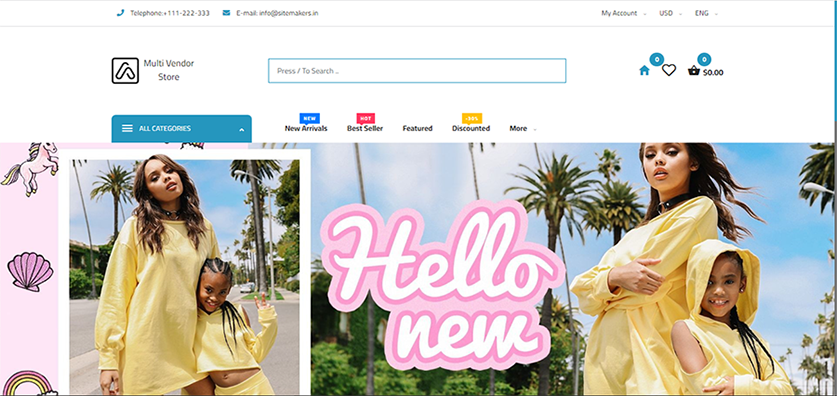 Telephone:+111-222-333 E-mail: info@sitemakers.in My Account USD ENG
Multi Vendor
Store
Press / To Search ..
0 0
$0.00
NEW HOT -30%
ALL CATEGORIES New Arrivals Best Seller Featured Discounted More
Hello
new